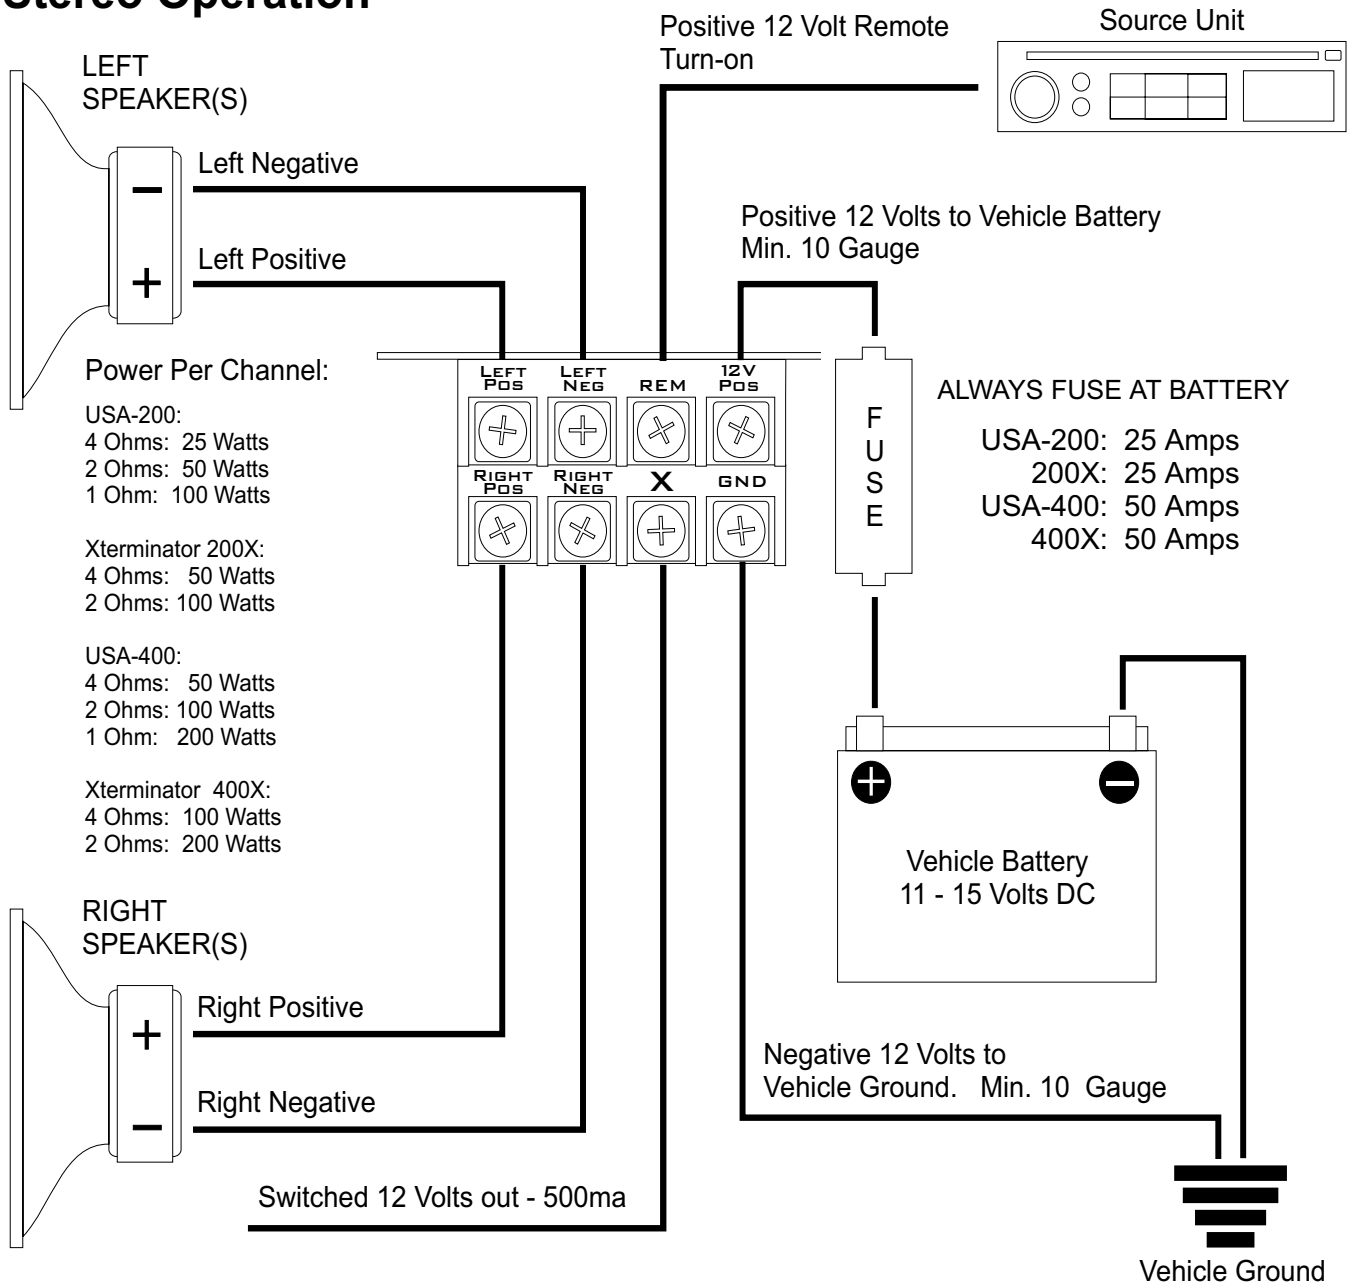 Stereo Operation
Positive 12 Volt Remote
Turn-on
Source Unit
LEFT
SPEAKER(S)
Left Negative
Left Positive
Positive 12 Volts to Vehicle Battery
Min. 10 Gauge
Power Per Channel:
USA-200:
4 Ohms: 25 Watts
2 Ohms: 50 Watts
1 Ohm: 100 Watts
Xterminator 200X:
4 Ohms: 50 Watts
2 Ohms: 100 Watts
USA-400:
4 Ohms: 50 Watts
2 Ohms: 100 Watts
1 Ohm: 200 Watts
Xterminator 400X:
4 Ohms: 100 Watts
2 Ohms: 200 Watts
LEFT
POS
LEFT
NEG
REM
12V
POS
RIGHT
POS
RIGHT
NEG
X
GND
FUSE
ALWAYS FUSE AT BATTERY
USA-200: 25 Amps
200X: 25 Amps
USA-400: 50 Amps
400X: 50 Amps
+
−
Vehicle Battery
11 - 15 Volts DC
RIGHT
SPEAKER(S)
Right Positive
Right Negative
Negative 12 Volts to
Vehicle Ground. Min. 10 Gauge
Switched 12 Volts out - 500ma
Vehicle Ground